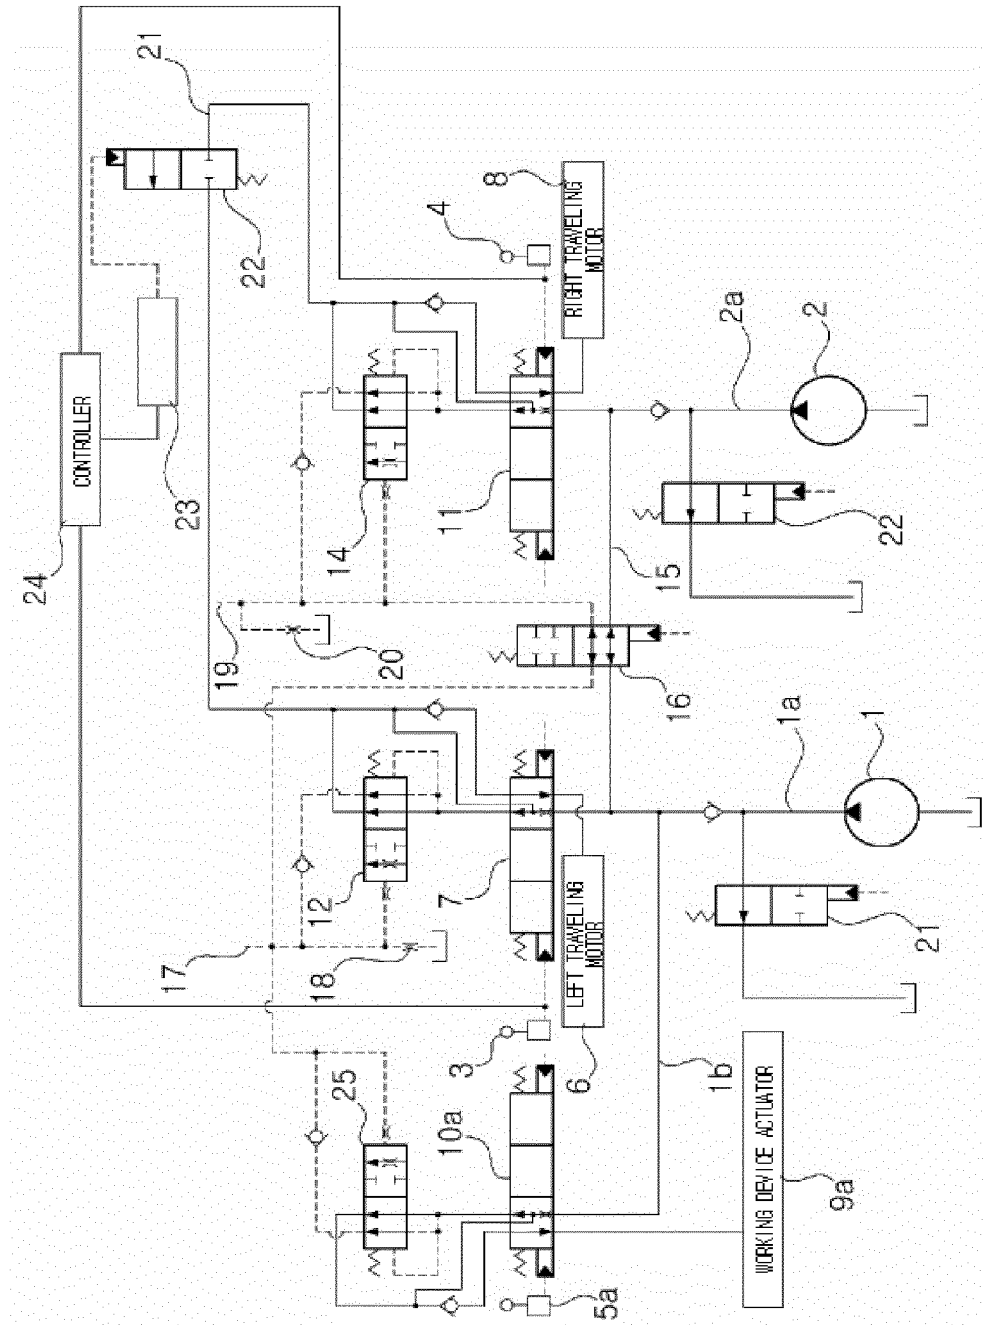 21
22
23
24
CONTROLLER
4
8
RIGHT TRAVELING
MOTOR
2a
2
14
11
15
22
19
20
16
1a
1
12
7
17
18
LEFT TRAVELING
MOTOR
6
3
21
1b
25
10a
WORKING DEVICE ACTUATOR
9a
5a